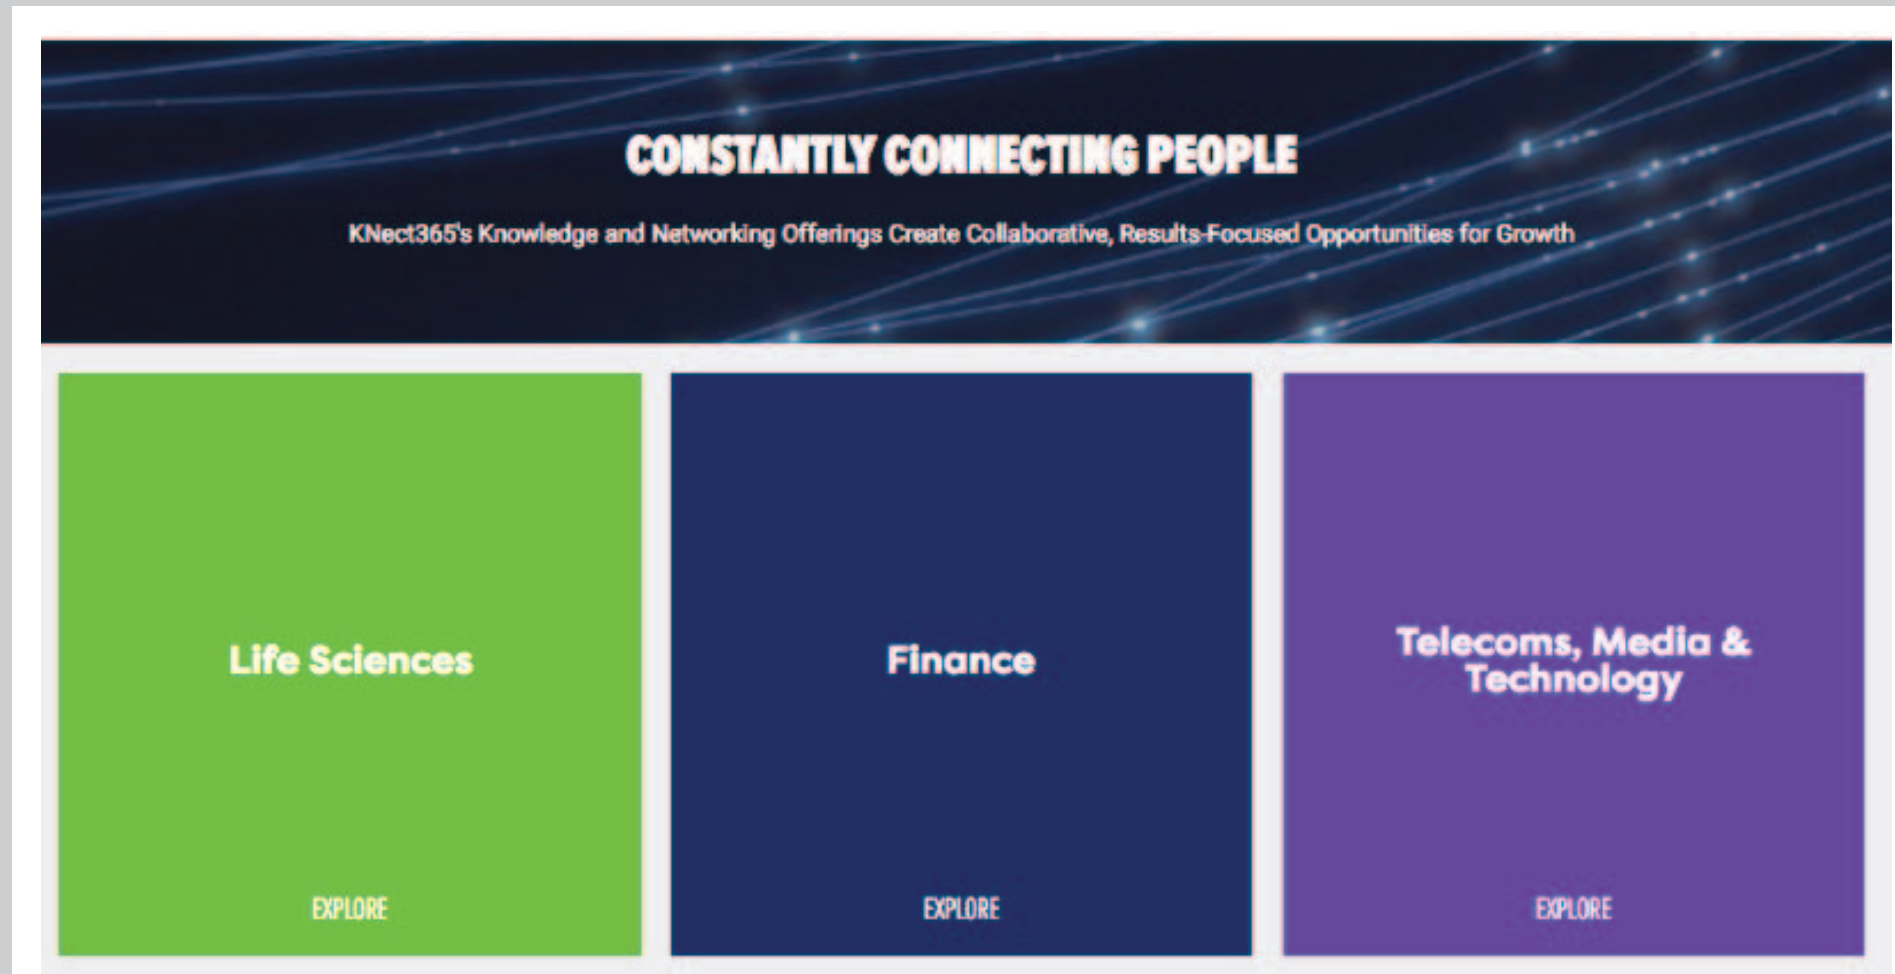 CONSTANTLY CONNECTING PEOPLE
KNect365's Knowledge and Networking Offerings Create Collaborative, Results-Focused Opportunities for Growth
Life Sciences
Finance
Telecoms, Media &
Technology
EXPLORE
EXPLORE
EXPLORE